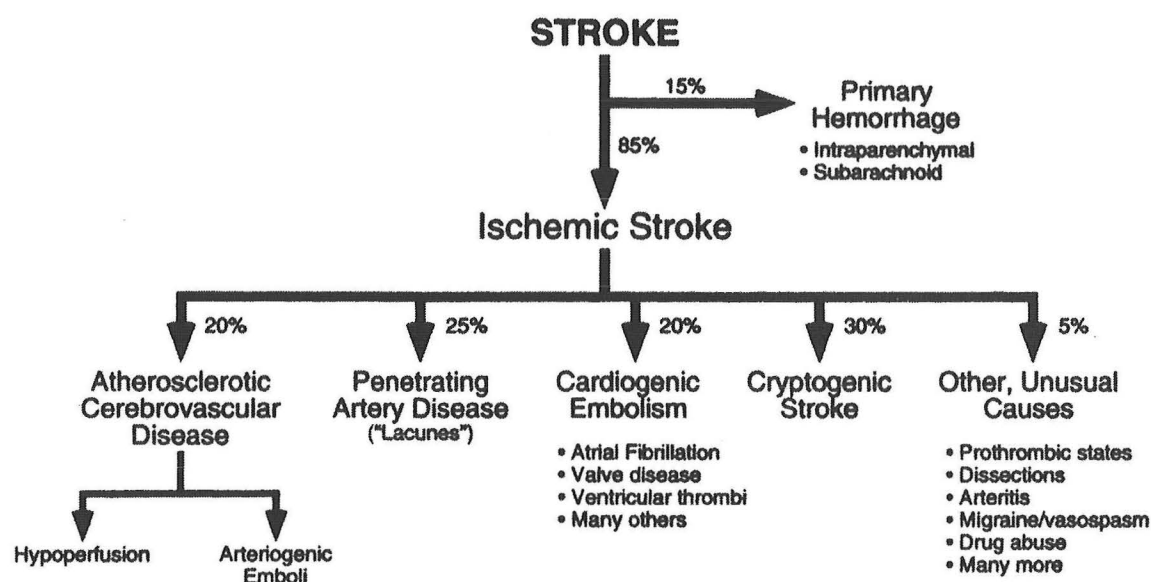 STROKE
15%
Primary
Hemorrhage
• Intraparenchymal
• Subarachnoid
85%
Ischemic Stroke
20%
25%
20%
30%
5%
Atherosclerotic
Cerebrovascular
Disease
Penetrating
Artery Disease
("Lacunes")
Cardiogenic
Embolism
• Atrial Fibrillation
• Valve disease
• Ventricular thrombi
• Many others
Cryptogenic
Stroke
Other, Unusual
Causes
• Prothrombic states
• Dissections
• Arteritis
• Migraine/vasospasm
• Drug abuse
• Many more
Hypoperfusion
Arteriogenic
Emboli